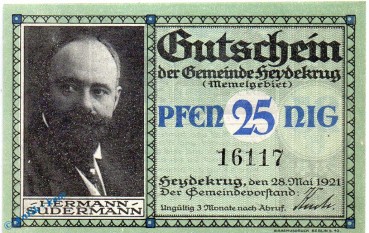 Gutschein
der Gemeinde Heydekrug
(Memelgebiet)
PFEN 25 NIG
16117
Heydekrug, den 28. Mai 1921
Der Gemeindevorstand:
Ungültig 3 Monate nach Abruf.
HERMANN
SUDERMANN